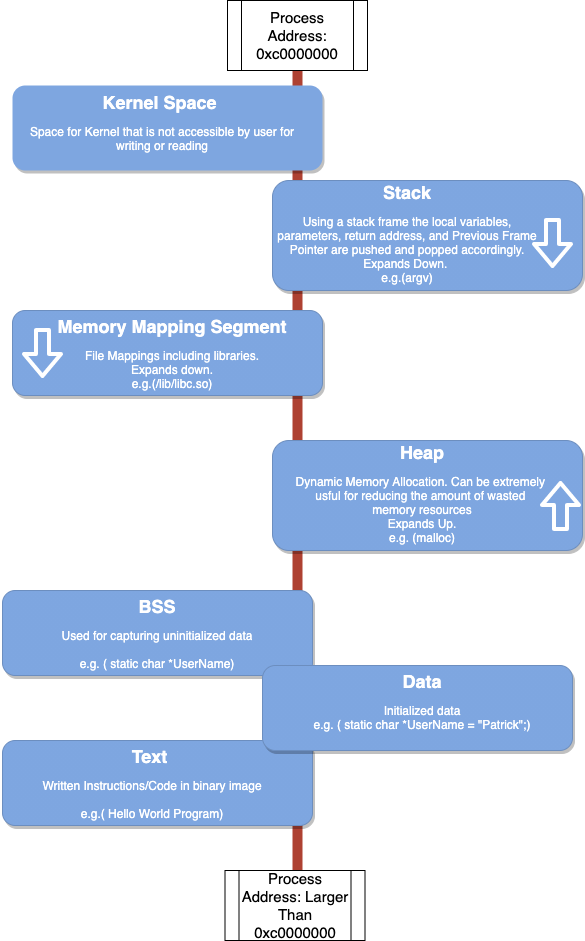 Process
Address:
0xc0000000
Kernel Space
Space for Kernel that is not accessible by user for
writing or reading
Stack
Using a stack frame the local variables,
parameters, return address, and Previous Frame
Pointer are pushed and popped accordingly.
Expands Down.
e.g.(argv)
Memory Mapping Segment
File Mappings including libraries.
Expands down.
e.g.(/lib/libc.so)
Heap
Dynamic Memory Allocation. Can be extremely
usful for reducing the amount of wasted
memory resources
Expands Up.
e.g. (malloc)
BSS
Used for capturing uninitialized data
e.g. ( static char *UserName)
Data
Initialized data
e.g. ( static char *UserName = "Patrick";)
Text
Written Instructions/Code in binary image
e.g.( Hello World Program)
Process
Address: Larger
Than
0xc0000000